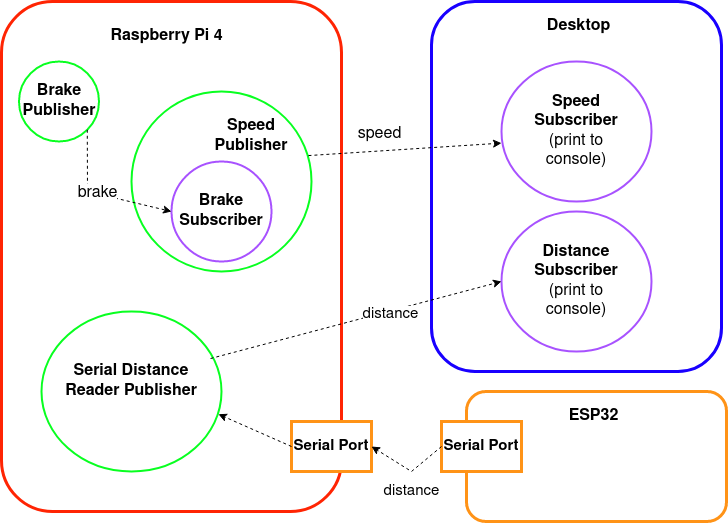 Raspberry Pi 4
Brake
Publisher
Speed
Publisher
brake
Brake
Subscriber
Serial Distance
Reader Publisher
Serial Port
speed
distance
distance
Desktop
Speed
Subscriber
(print to
console)
Distance
Subscriber
(print to
console)
ESP32
Serial Port